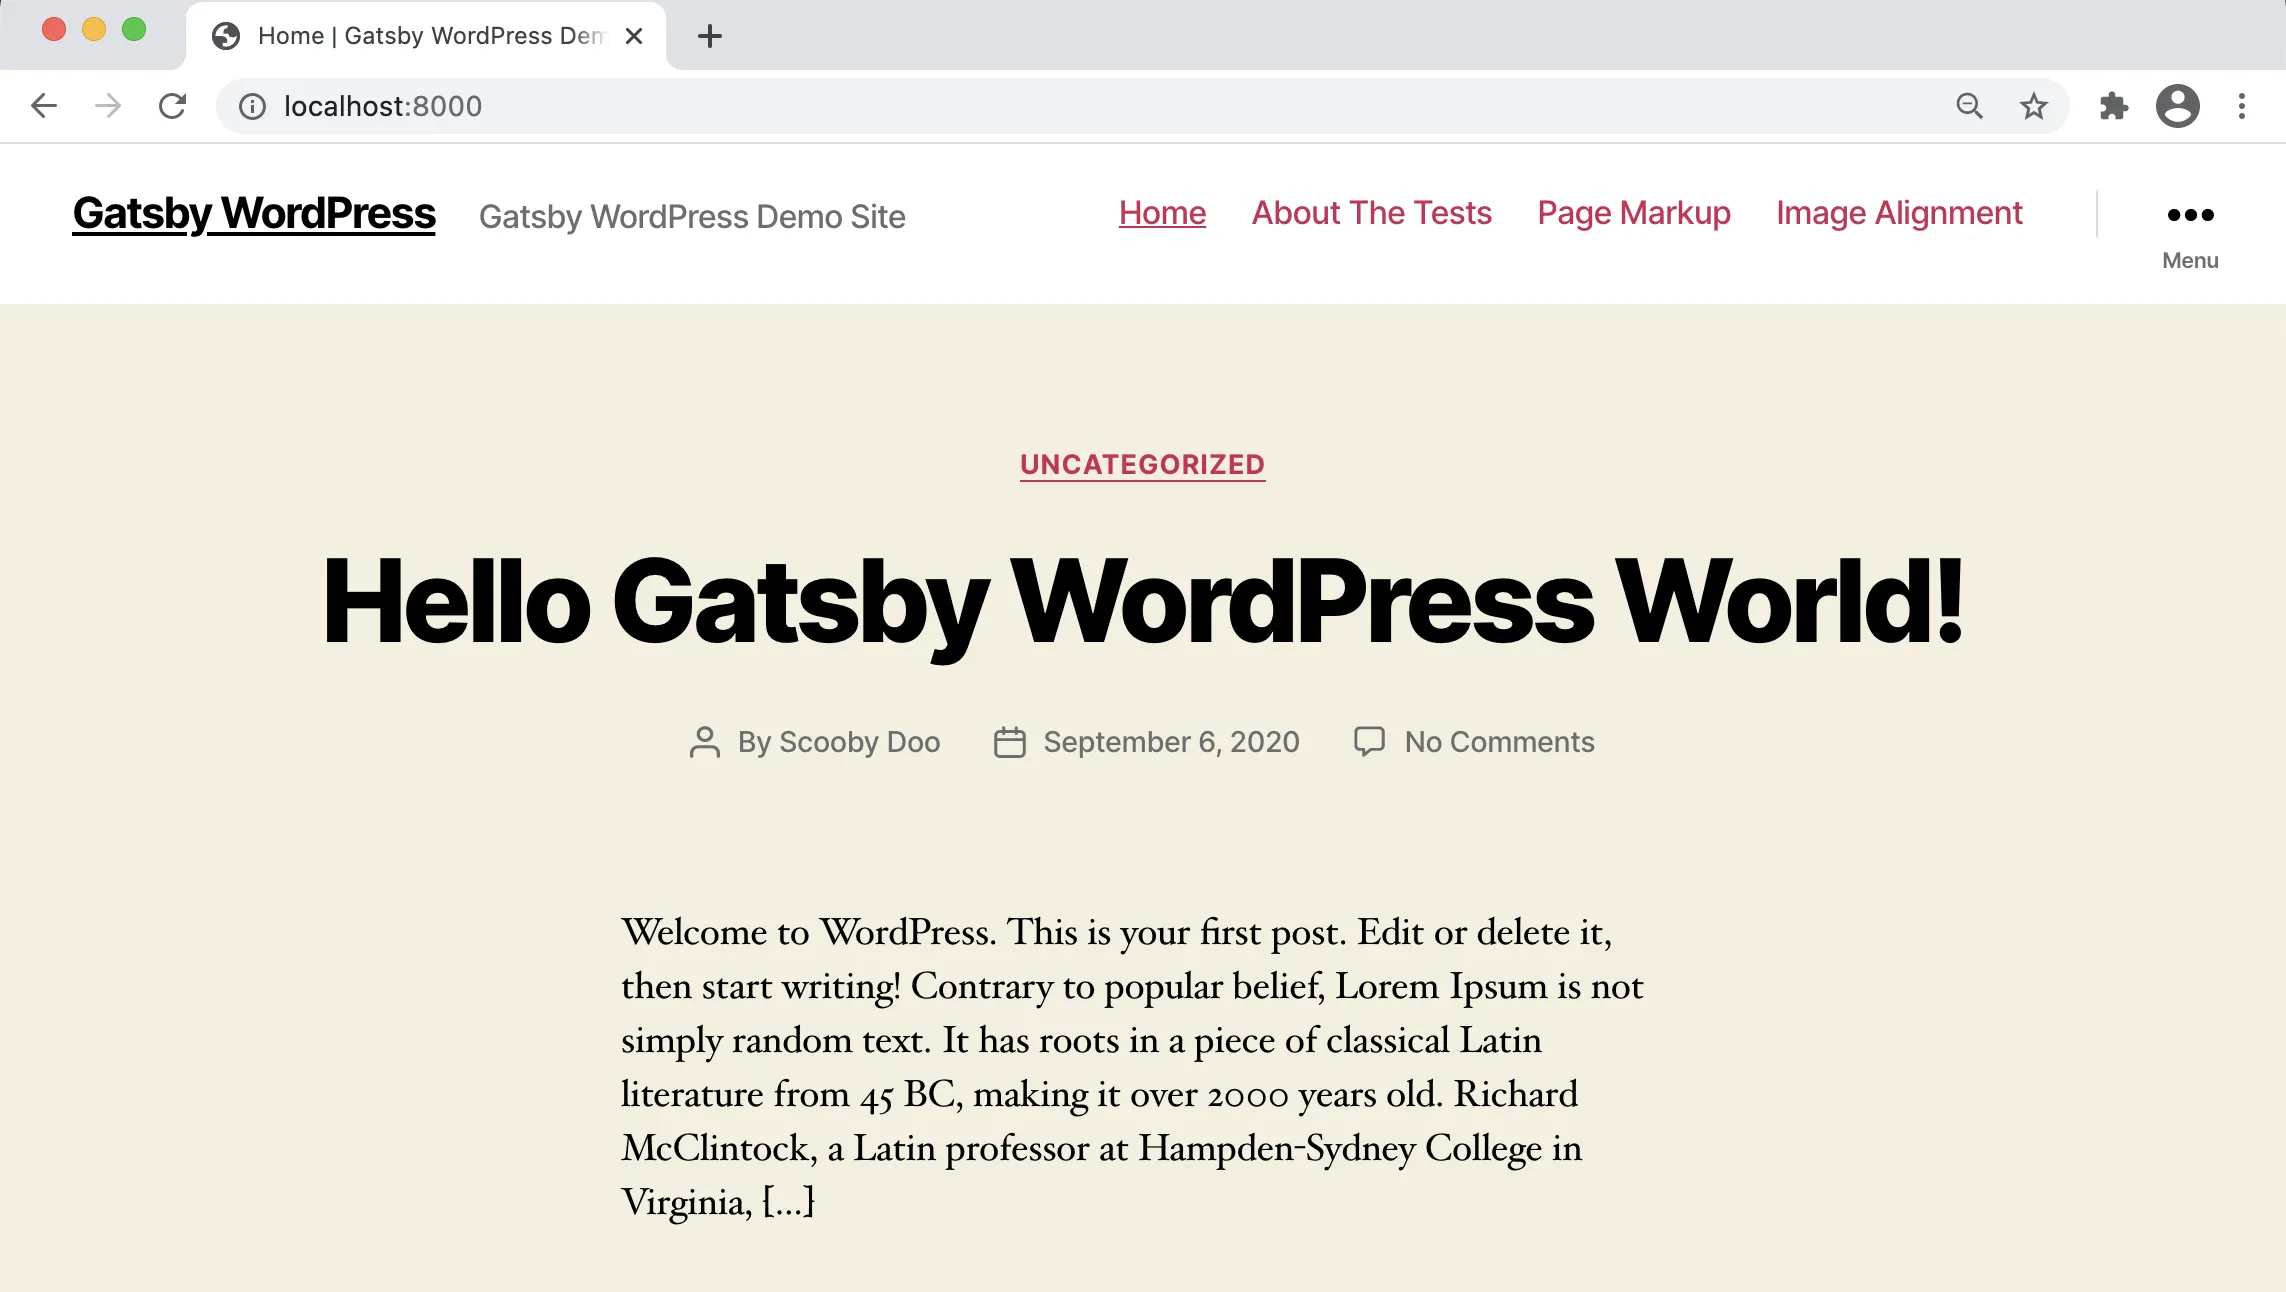 Home | Gatsby WordPress Dem
localhost:8000
Gatsby WordPress Gatsby WordPress Demo Site Home About The Tests Page Markup Image Alignment
Menu
UNCATEGORIZED
Hello Gatsby WordPress World!
By Scooby Doo September 6, 2020 No Comments
Welcome to WordPress. This is your first post. Edit or delete it,
then start writing! Contrary to popular belief, Lorem Ipsum is not
simply random text. It has roots in a piece of classical Latin
literature from 45 BC, making it over 2000 years old. Richard
McClintock, a Latin professor at Hampden-Sydney College in
Virginia, […]